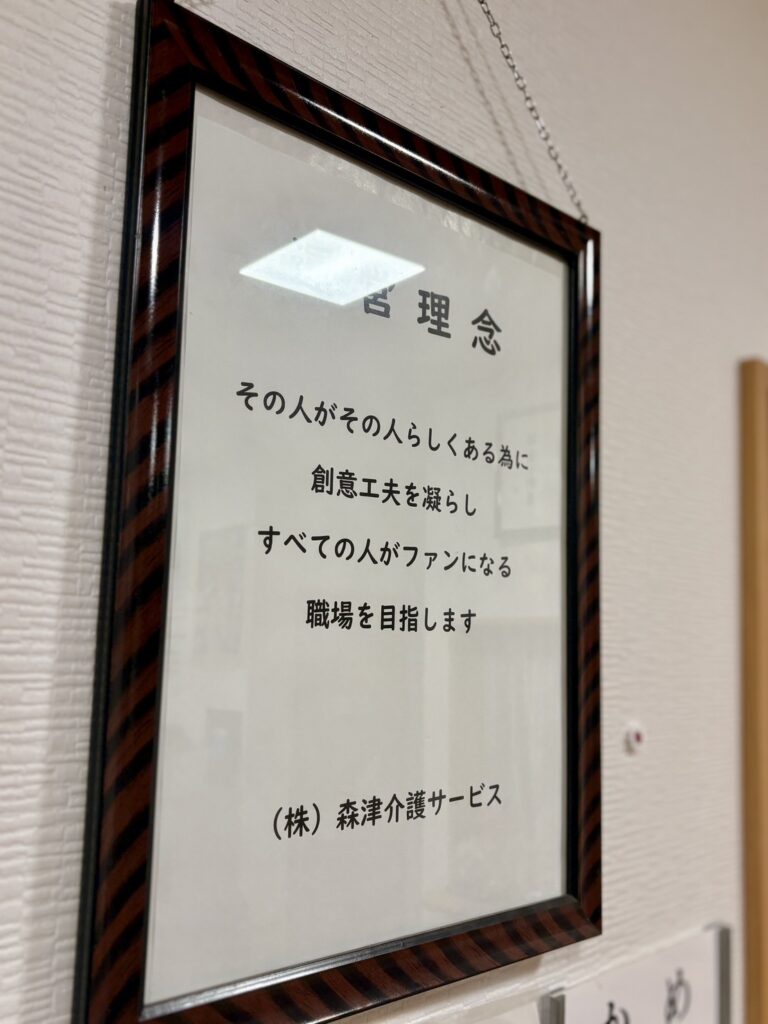 営理念
その人がその人らしくある為に
創意工夫を凝らし
すべての人がファンになる
職場を目指します
(株)森津介護サービス